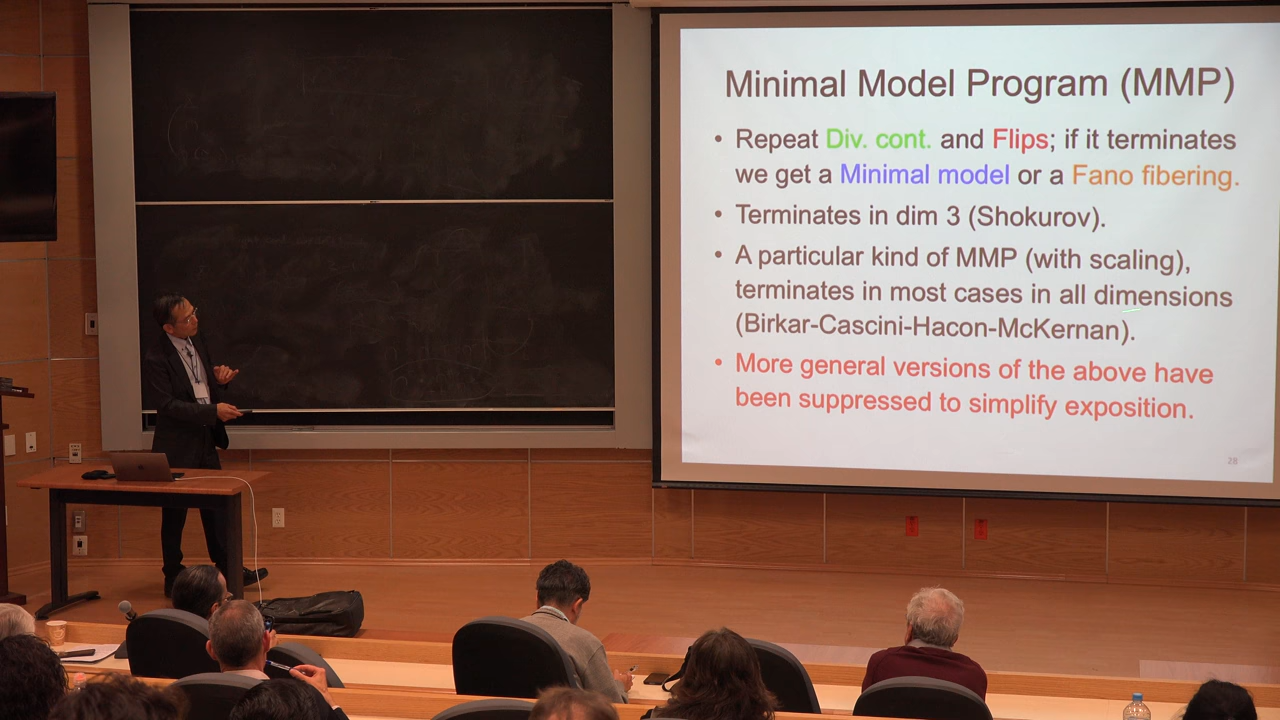 Minimal Model Program (MMP)
• Repeat Div. cont. and Flips; if it terminates
we get a Minimal model or a Fano fibering.
• Terminates in dim 3 (Shokurov).
• A particular kind of MMP (with scaling),
terminates in most cases in all dimensions
(Birkar-Cascini-Hacon-McKernan).
• More general versions of the above have
been suppressed to simplify exposition.
28